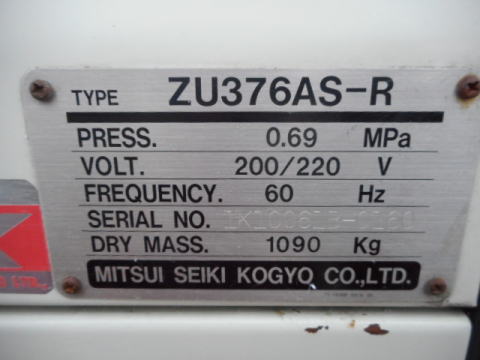 TYPE ZU376AS-R
PRESS. 0.69 MPa
VOLT. 200/220 V
FREQUENCY. 60 Hz
SERIAL NO.
DRY MASS. 1090 Kg
MITSUI SEIKI KOGYO CO.,LTD.